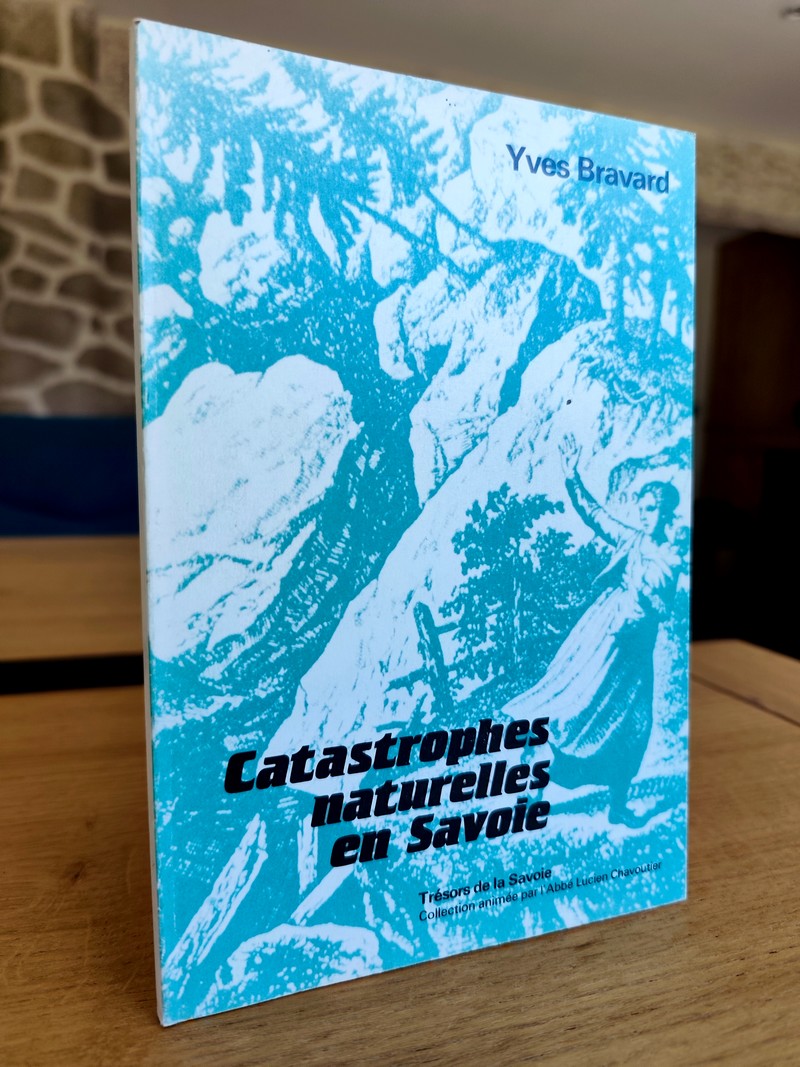 Yves Bravard
Catastrophes
naturelles
en Savoie
Trésors de la Savoie
Collection animée par l'Abbé Lucien Chavoutier